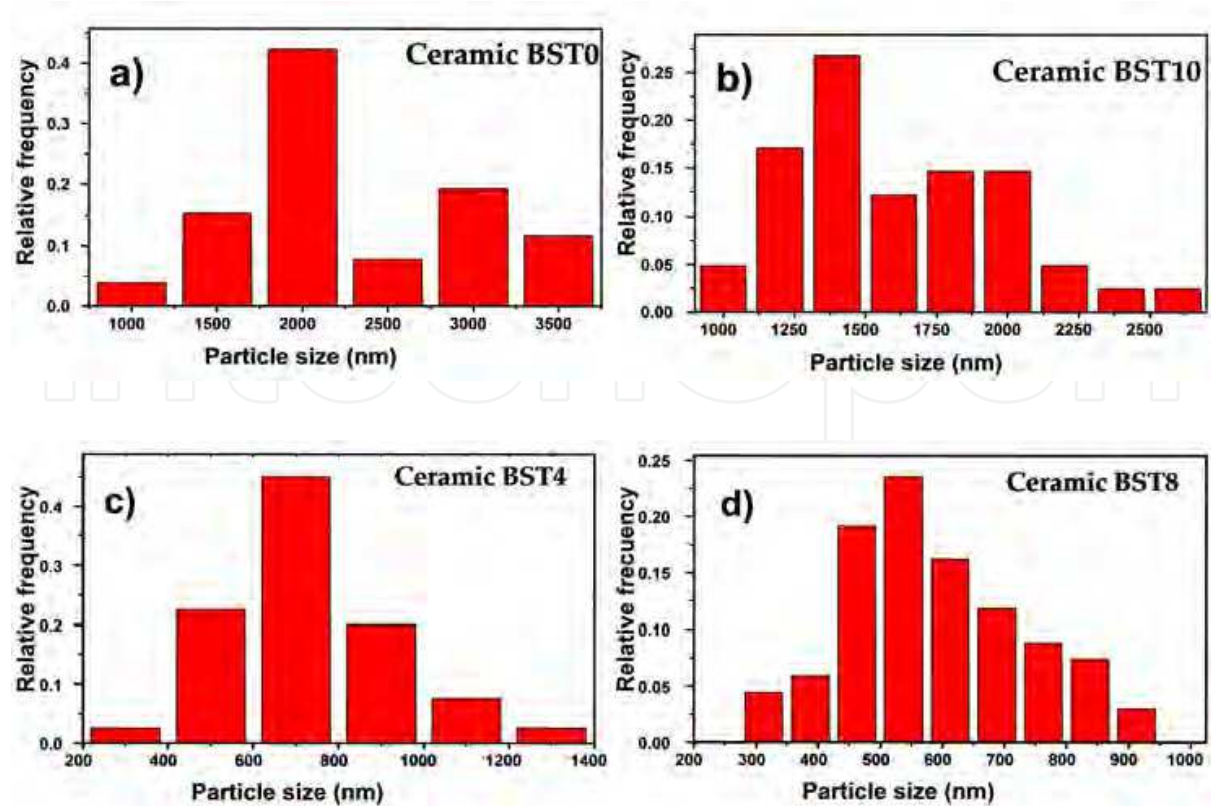 a)
Ceramic BST0
Relative frequency
0.4
0.3
0.2
0.1
0.0
1000 1500 2000 2500 3000 3500
Particle size (nm)
b)
Ceramic BST10
Relative frequency
0.25
0.20
0.15
0.10
0.05
0.00
1000 1250 1500 1750 2000 2250 2500
Particle size (nm)
intechopen
c)
Ceramic BST4
Relative frequency
0.4
0.3
0.2
0.1
0.0
200 400 600 800 1000 1200 1400
Particle size (nm)
d)
Ceramic BST8
Relative frecuency
0.25
0.20
0.15
0.10
0.05
0.00
200 300 400 500 600 700 800 900 1000
Particle size (nm)